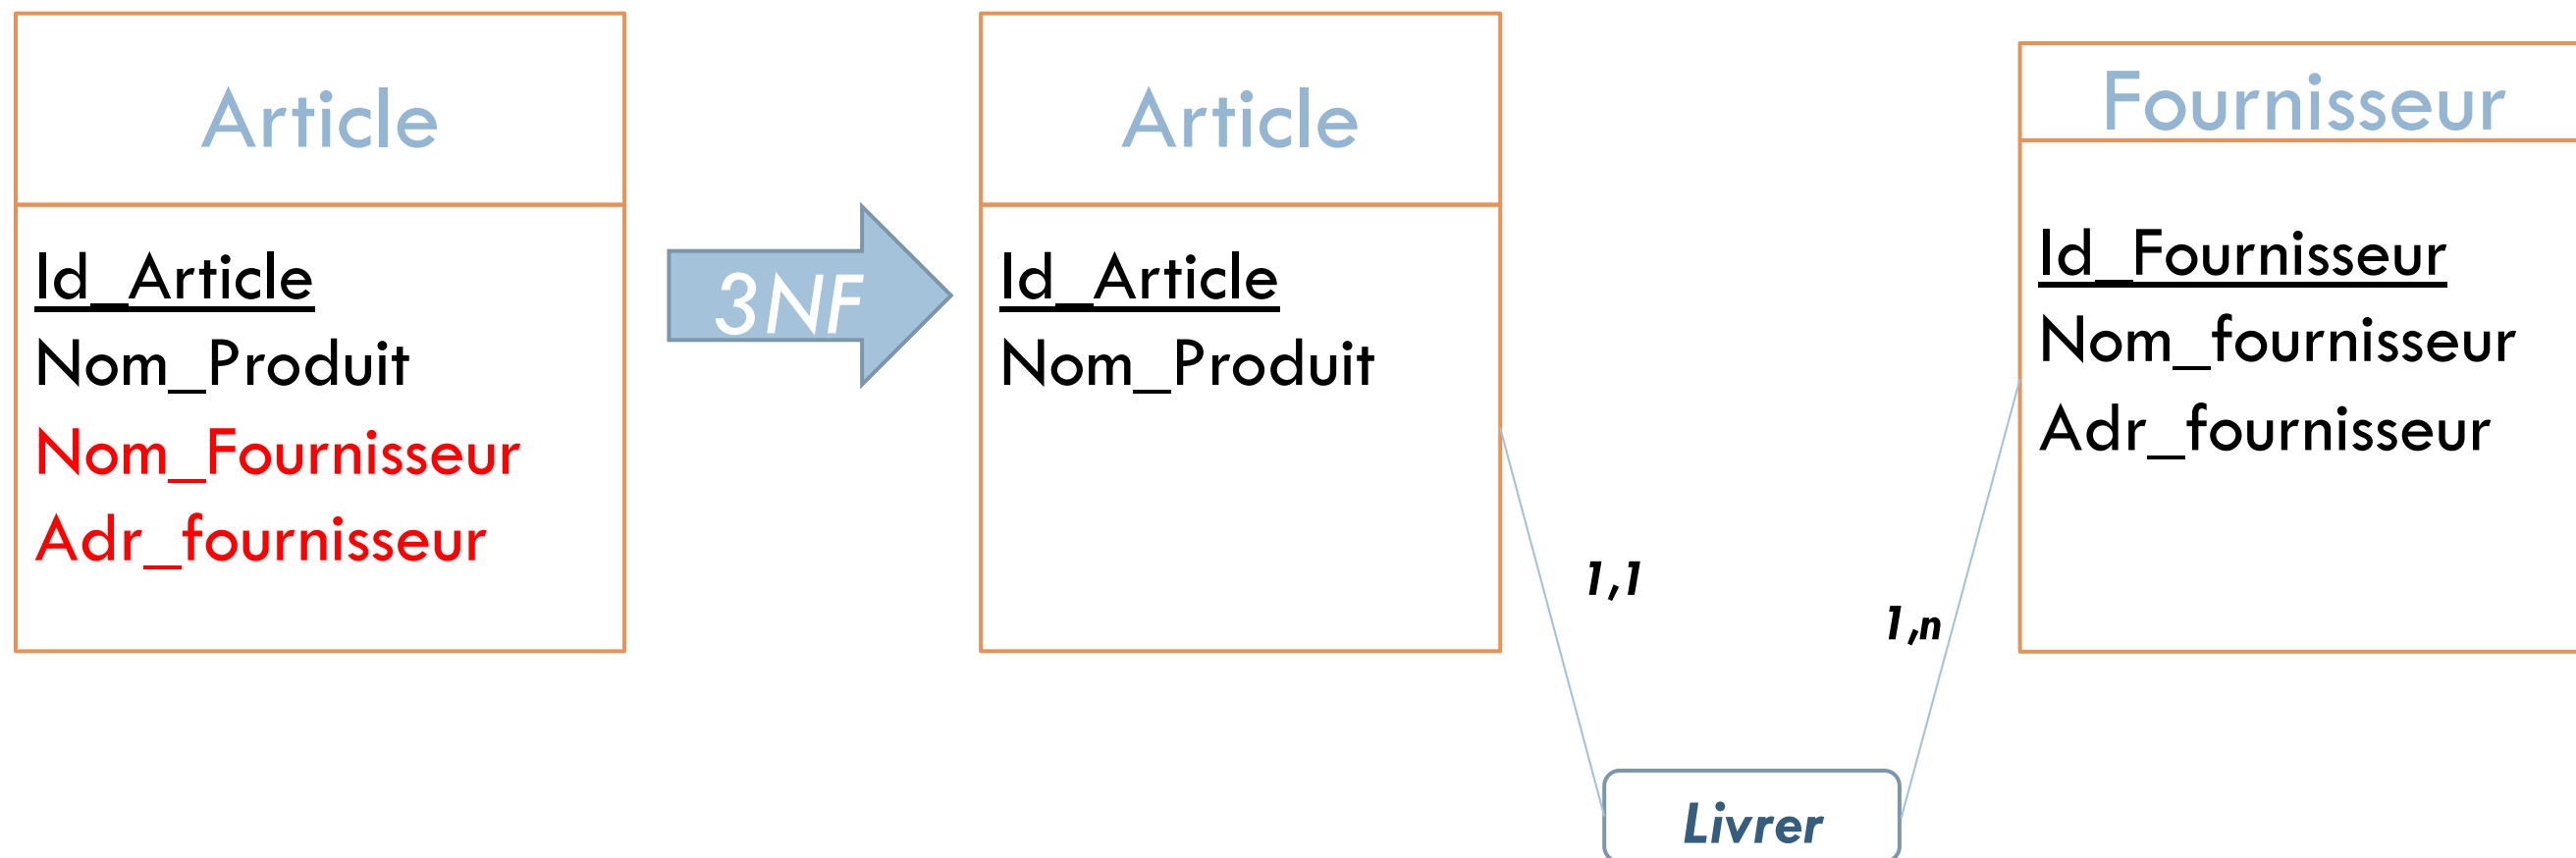 Article
Id_Article
Nom_Produit
Nom_Fournisseur
Adr_fournisseur
3NF
Article
Id_Article
Nom_Produit
Fournisseur
Id_Fournisseur
Nom_fournisseur
Adr_fournisseur
1,1
1,n
Livrer